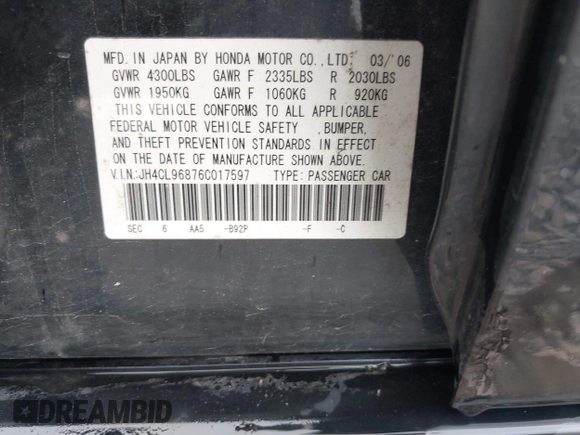 MFD. IN JAPAN BY HONDA MOTOR CO., LTD. 03/'06
GVWR 4300LBS GAWR F 2335LBS R 2030LBS
GVWR 1950KG GAWR F 1060KG R 920KG
THIS VEHICLE CONFORMS TO ALL APPLICABLE
FEDERAL MOTOR VEHICLE SAFETY ,BUMPER,
AND THEFT PREVENTION STANDARDS IN EFFECT
ON THE DATE OF MANUFACTURE SHOWN ABOVE.
V.IN.:JH4CL96876C017597 TYPE: PASSENGER CAR
SEC 6 AA5 -B92P -F -C
DREAMBID